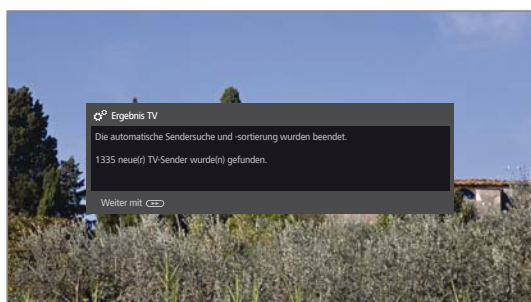 Ergebnis TV
Die automatische Sendersuche und -sortierung wurden beendet.
1335 neue(r) TV-Sender wurde(n) gefunden.
Weiter mit